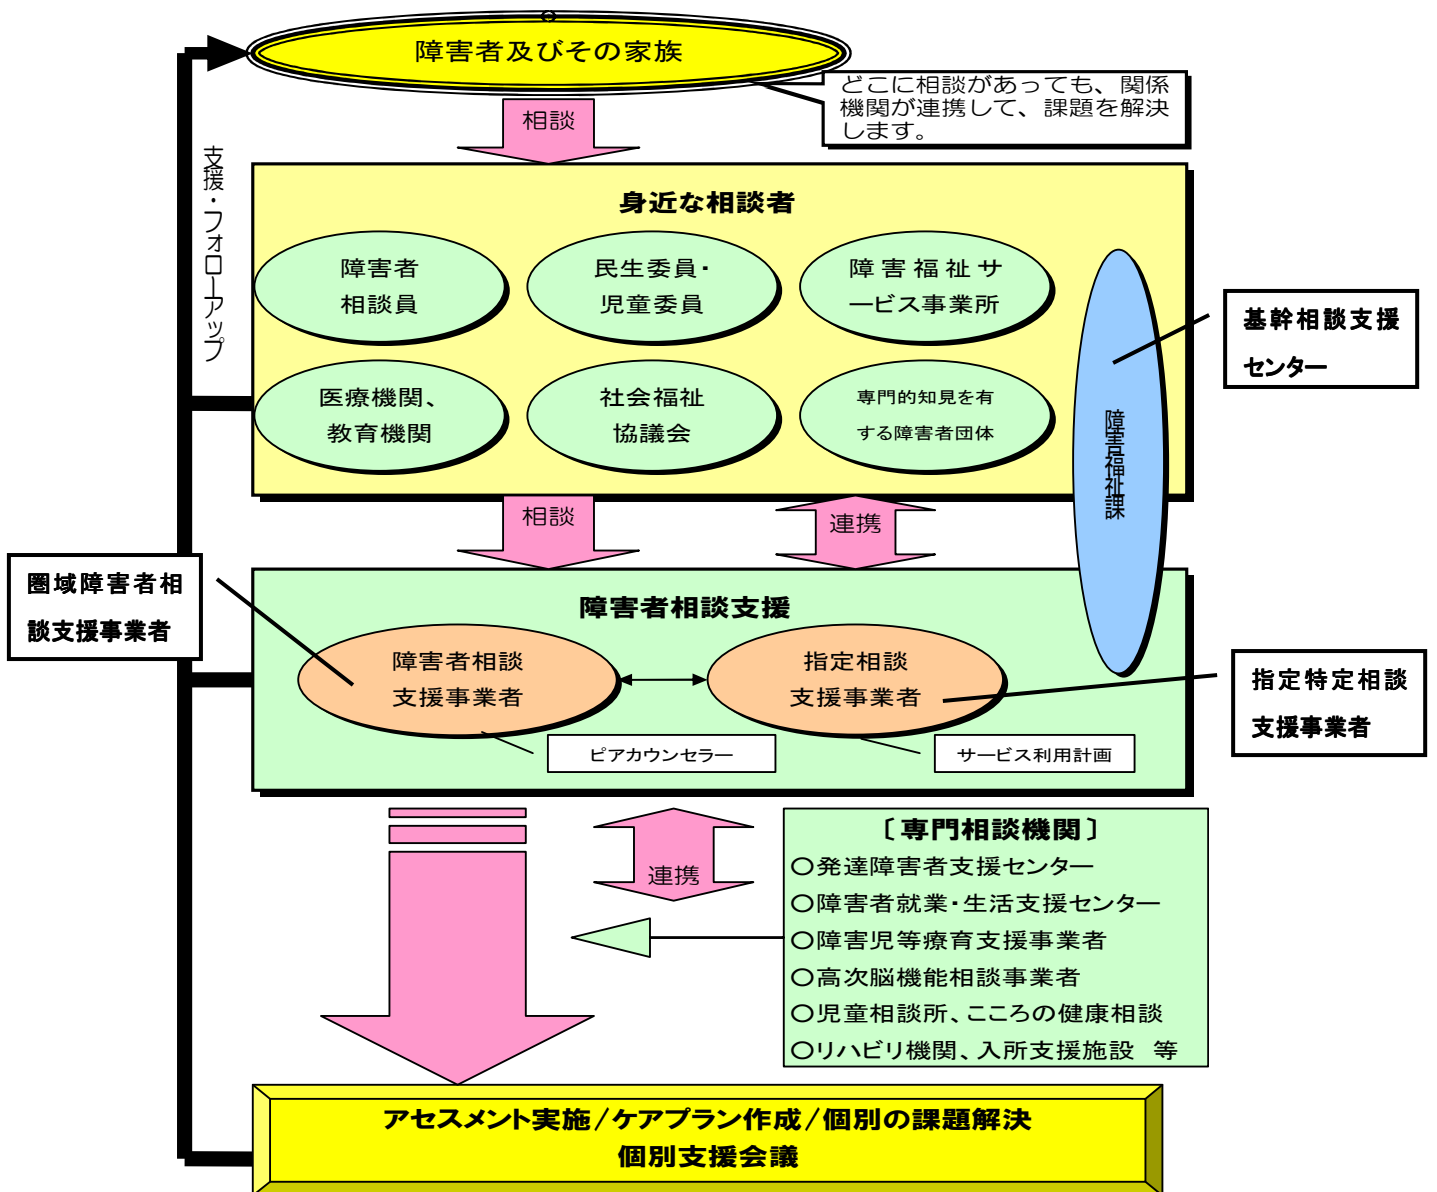 障害者及びその家族
どこに相談があっても、関係
機関が連携して、課題を解決
します。
相談
支援・フォローアップ
身近な相談者
障害者
相談員
民生委員・
児童委員
障害福祉サ
ービス事業所
医療機関、
教育機関
社会福祉
協議会
専門的知見を有
する障害者団体
障害福祉課
基幹相談支援
センター
相談
連携
圏域障害者相
談支援事業者
障害者相談支援
障害者相談
支援事業者
指定相談
支援事業者
ピアカウンセラー
サービス利用計画
指定特定相談
支援事業者
連携
〔専門相談機関〕
○発達障害者支援センター
○障害者就業・生活支援センター
○障害児等療育支援事業者
○高次脳機能相談事業者
○児童相談所、こころの健康相談
○リハビリ機関、入所支援施設　等
アセスメント実施/ケアプラン作成/個別の課題解決
個別支援会議